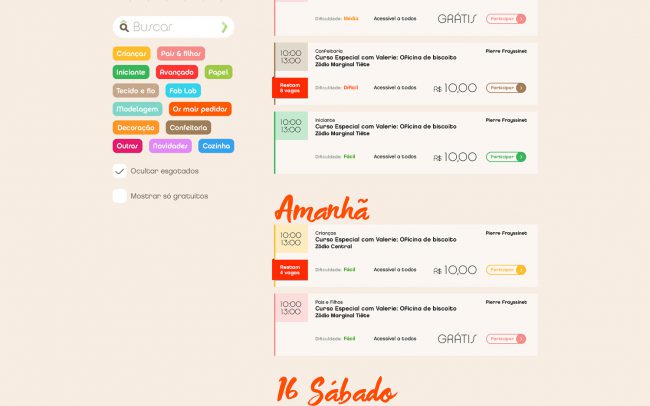 Buscar
Crianças
Pais & filhos
Iniciante
Avançado
Papel
Tecido e fio
Fab Lab
Modelagem
Os mais pedidos
Decoração
Confeitaria
Outros
Novidades
Cozinha
Ocultar esgotados
Mostrar só gratuitos
Dificuldade: Média
Acessível a todos
GRÁTIS
Participar
10:00
13:00
Restam
8 vagas
Confeitaria
Pierre Frayssinet
Curso Especial com Valerie: Oficina de biscoito
Zôdio Marginal Tiête
Dificuldade: Difícil
Acessível a todos
R$ 10,00
Participar
10:00
13:00
Iniciante
Pierre Frayssinet
Curso Especial com Valerie: Oficina de biscoito
Zôdio Marginal Tiête
Dificuldade: Fácil
Acessível a todos
R$ 10,00
Participar
Amanhã
10:00
13:00
Restam
4 vagas
Crianças
Pierre Frayssinet
Curso Especial com Valerie: Oficina de biscoito
Zôdio Central
Dificuldade: Fácil
Acessível a todos
R$ 10,00
Participar
10:00
13:00
Pais e Filhos
Pierre Frayssinet
Curso Especial com Valerie: Oficina de biscoito
Zôdio Marginal Tiête
Dificuldade: Fácil
Acessível a todos
GRÁTIS
Participar
16 Sábado